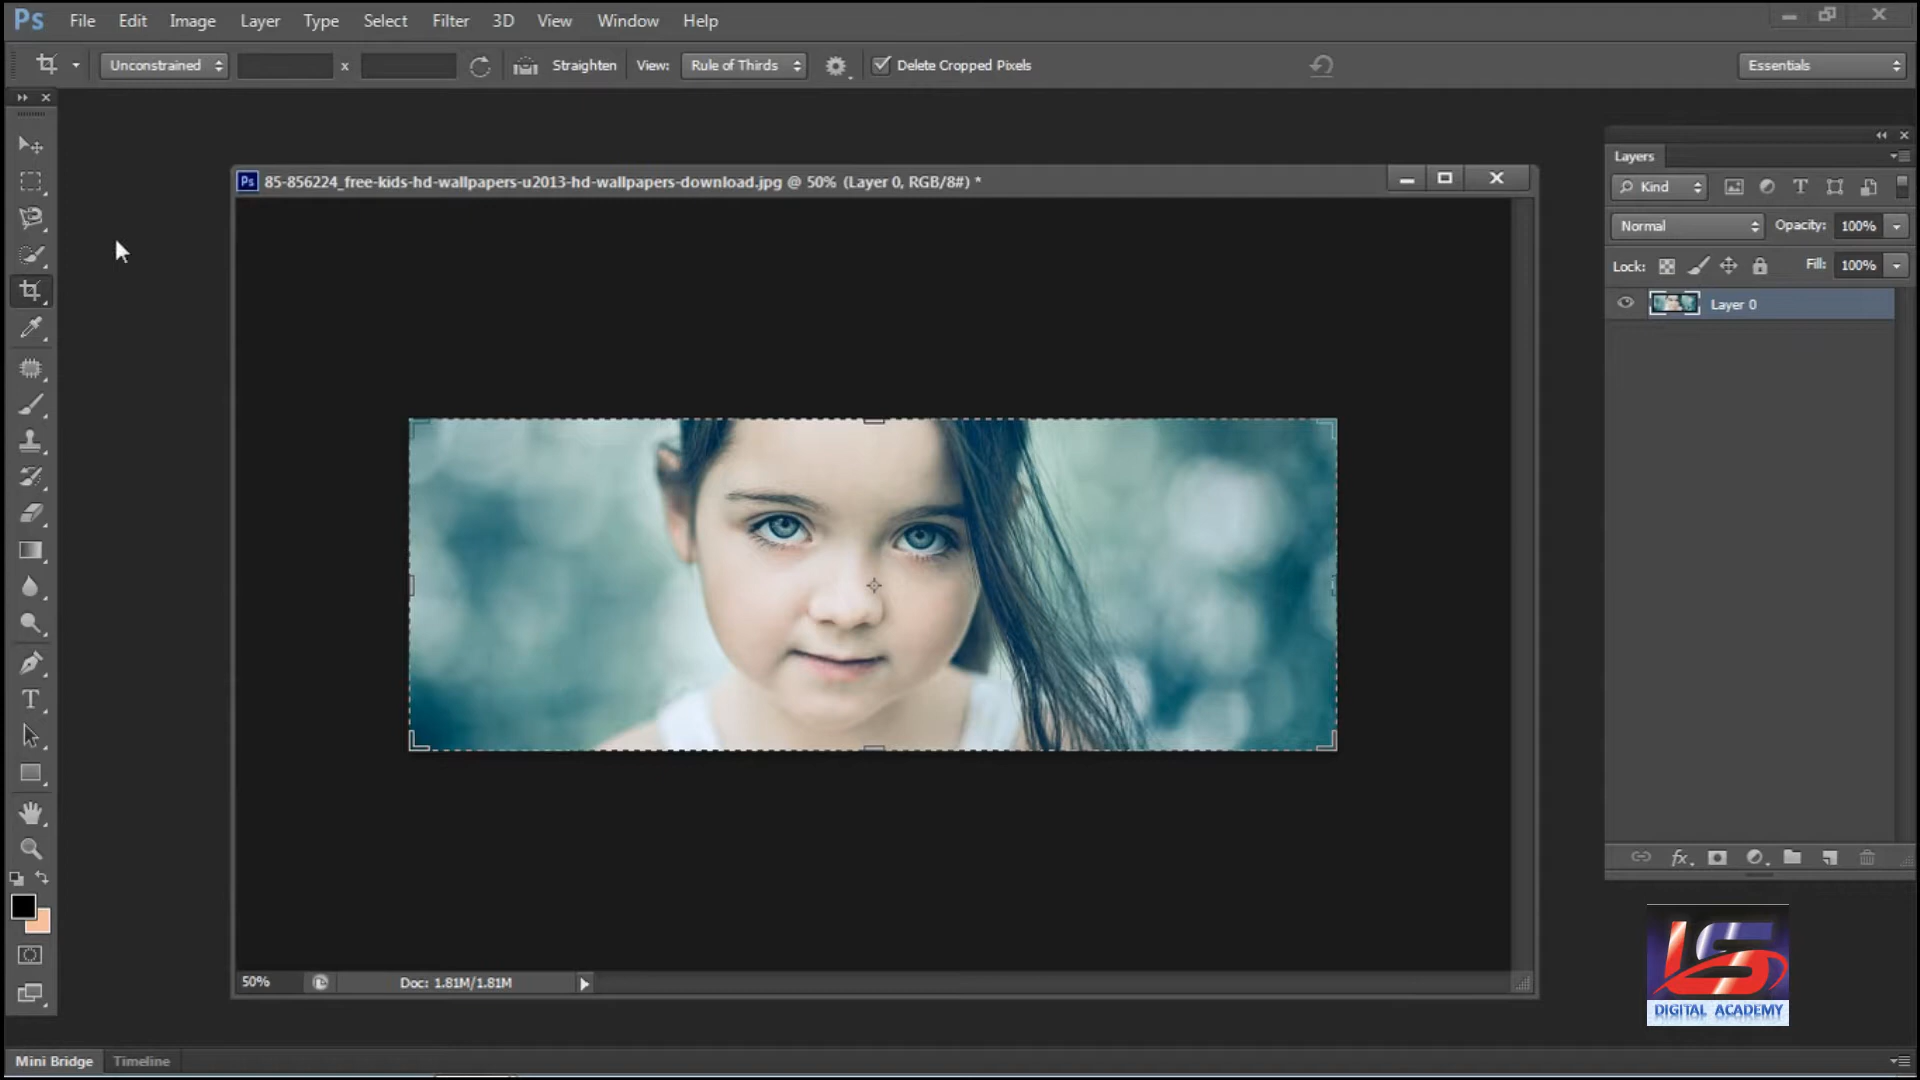 Ps File Edit Image Layer Type Select Filter 3D View Window Help
Unconstrained x Straighten View: Rule of Thirds Delete Cropped Pixels Essentials
Ps 85-856224_free-kids-hd-wallpapers-u2013-hd-wallpapers-download.jpg @ 50% (Layer 0, RGB/8#) *
Layers
Kind T
Normal Opacity: 100%
Lock: Fill: 100%
Layer 0
T
fx
50% Doc: 1.81M/1.81M
LS
DIGITAL ACADEMY
Mini Bridge Timeline